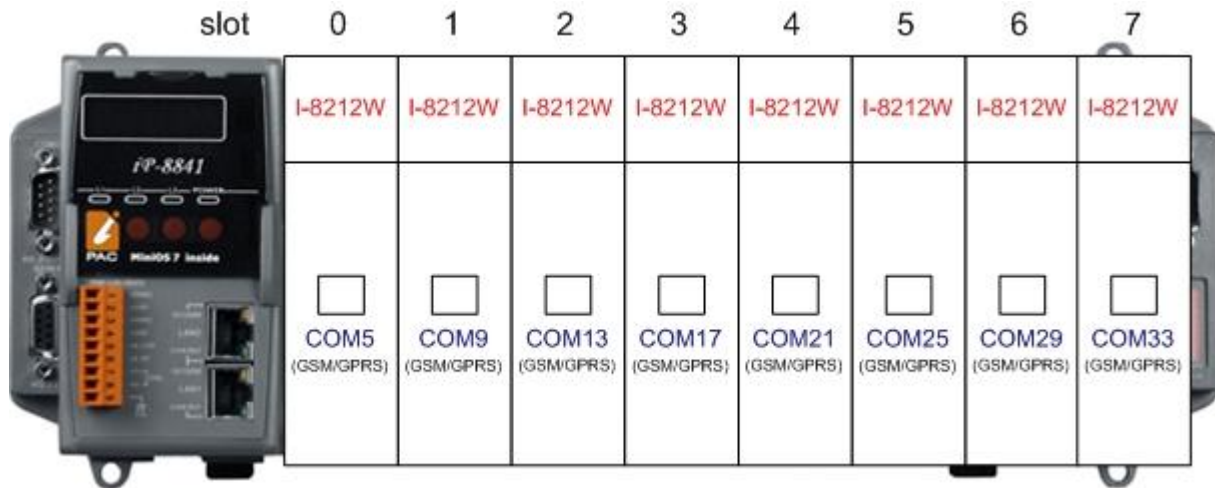 slot 0 1 2 3 4 5 6 7
I-8212W I-8212W I-8212W I-8212W I-8212W I-8212W I-8212W I-8212W
iP-8841
PAC MiniOS 7 inside
COM5 COM9 COM13 COM17 COM21 COM25 COM29 COM33
(GSM/GPRS) (GSM/GPRS) (GSM/GPRS) (GSM/GPRS) (GSM/GPRS) (GSM/GPRS) (GSM/GPRS) (GSM/GPRS)